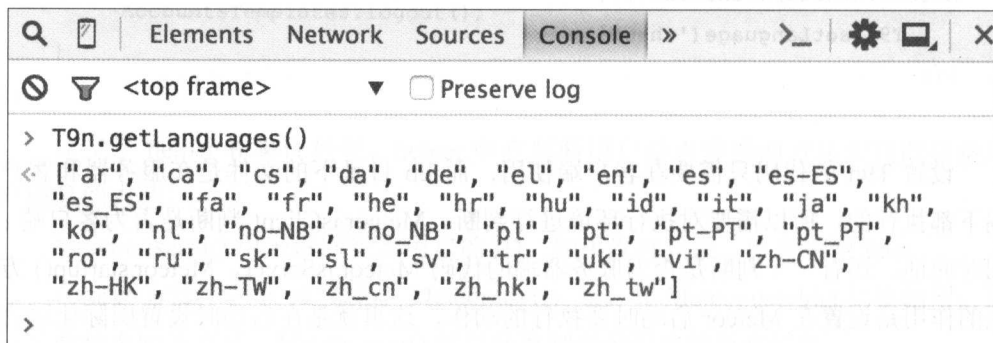 Elements Network Sources Console »
<top frame> ▼ Preserve log
> T9n.getLanguages()
["ar", "ca", "cs", "da", "de", "el", "en", "es", "es-ES",
"es_ES", "fa", "fr", "he", "hr", "hu", "id", "it", "ja", "kh",
"ko", "nl", "no-NB", "no_NB", "pl", "pt", "pt-PT", "pt_PT",
"ro", "ru", "sk", "sl", "sv", "tr", "uk", "vi", "zh-CN",
"zh-HK", "zh-TW", "zh_cn", "zh_hk", "zh_tw"]
>